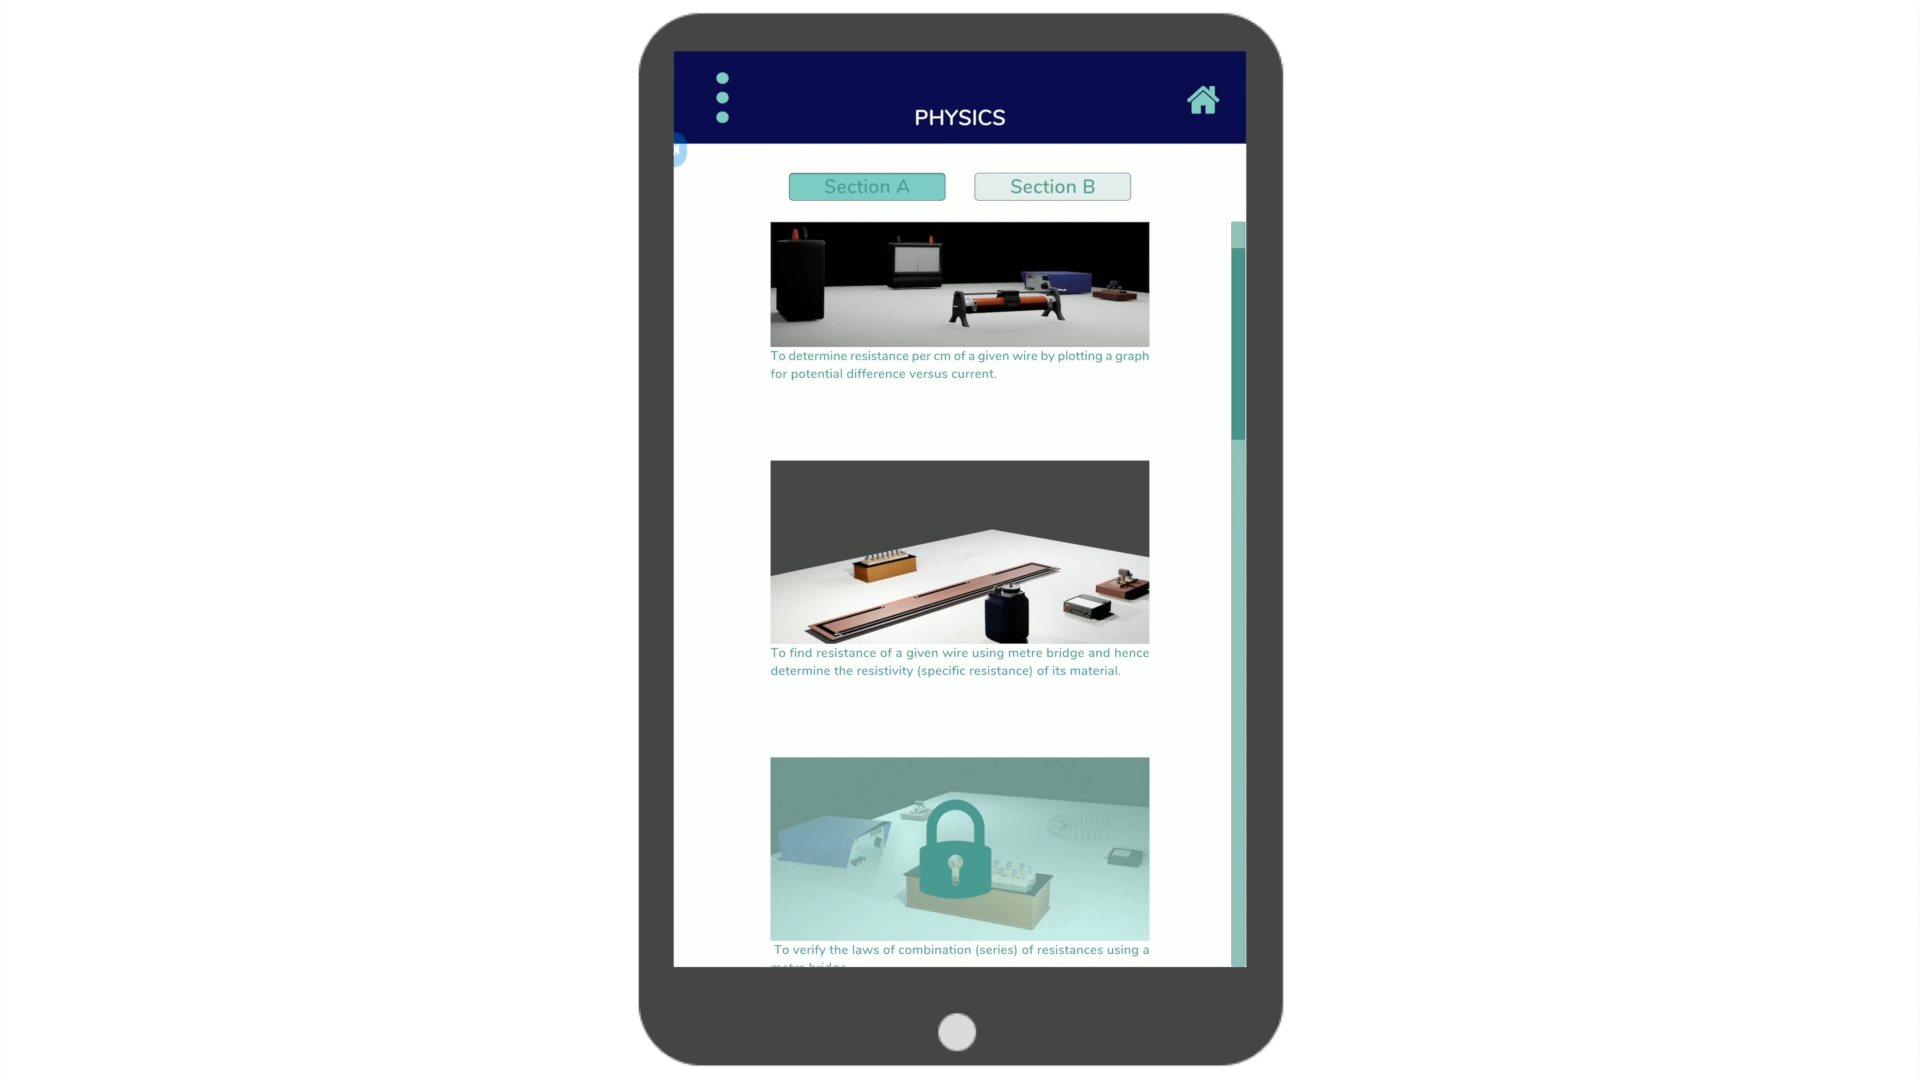 PHYSICS
Section A
Section B
To determine resistance per cm of a given wire by plotting a graph
for potential difference versus current.
To find resistance of a given wire using metre bridge and hence
determine the resistivity (specific resistance) of its material.
To verify the laws of combination (series) of resistances using a
metre bridge.